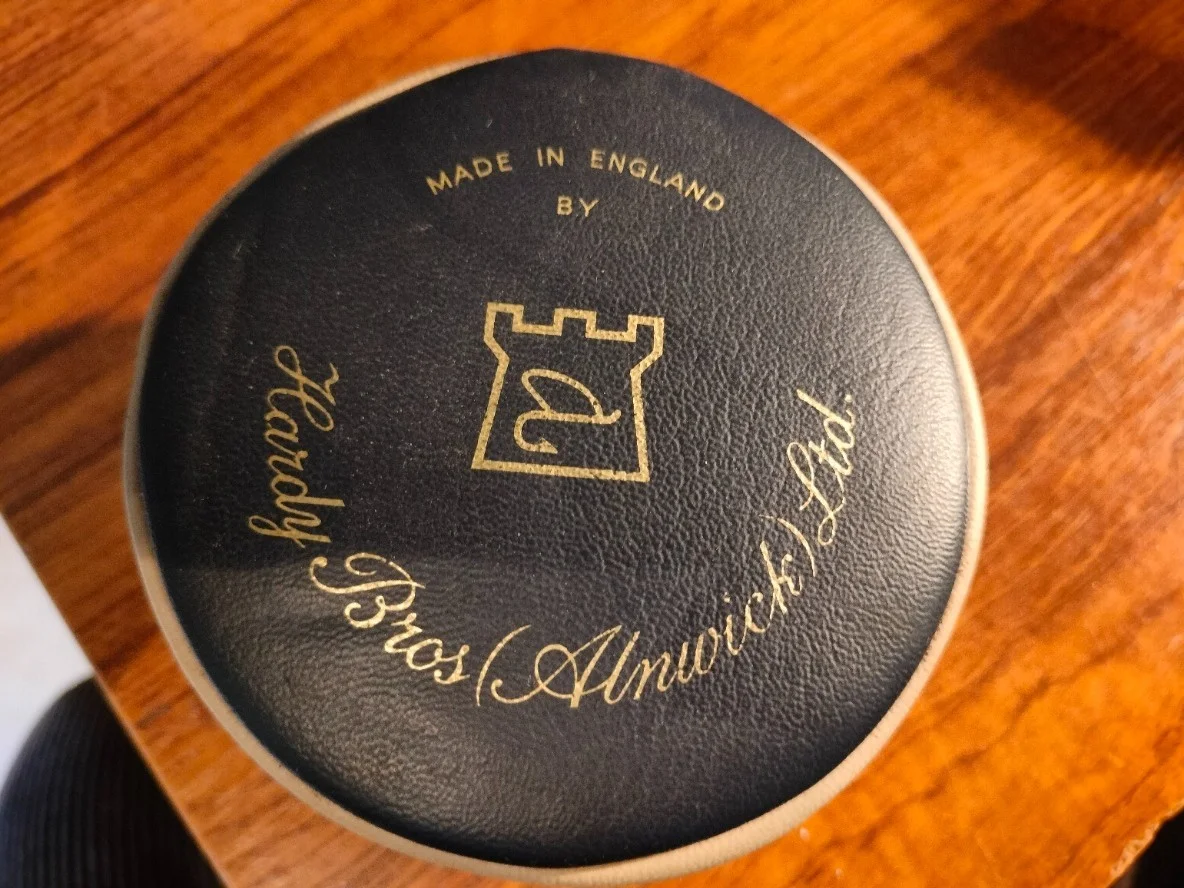 MADE IN ENGLAND
BY
a
Hardy Bros (Alnwick) Ltd.